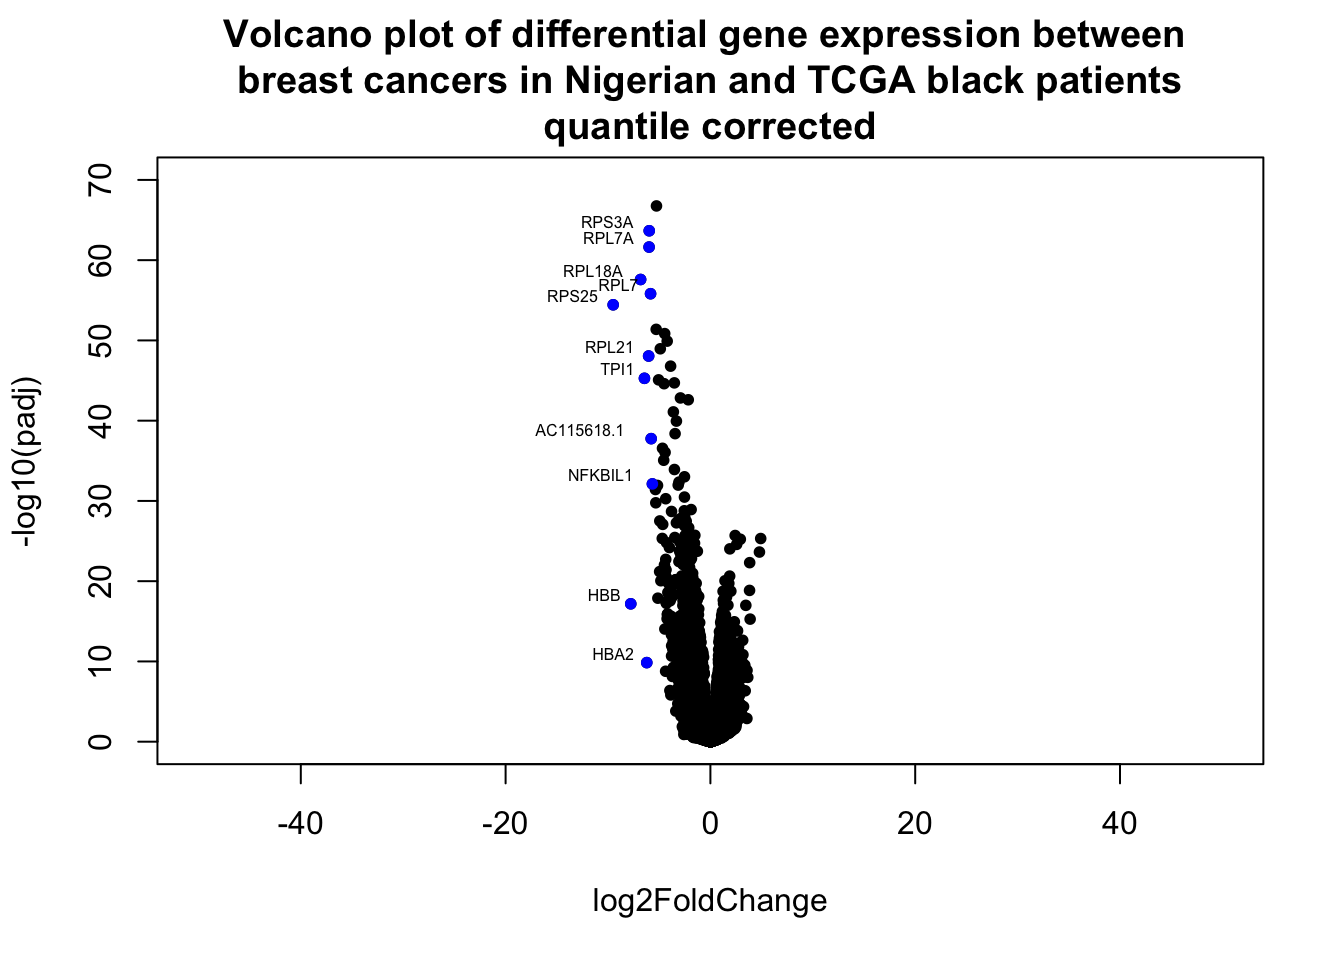 Volcano plot of differential gene expression between
breast cancers in Nigerian and TCGA black patients
quantile corrected
70
60
50
40
30
20
10
0
-log10(padj)
RPS3A
RPL7A
RPL18A
RPL7
RPS25
RPL21
TPI1
AC115618.1
NFKBIL1
HBB
HBA2
-40 -20 0 20 40
log2FoldChange